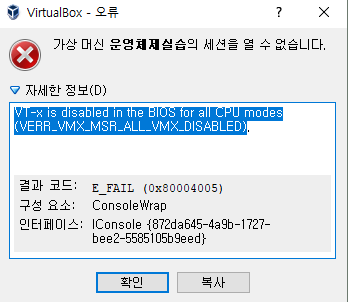 VirtualBox - 오류
가상 머신 운영체제실습의 세션을 열 수 없습니다.
자세한 정보(D)
VT-x is disabled in the BIOS for all CPU modes
(VERR_VMX_MSR_ALL_VMX_DISABLED).
결과 코드: E_FAIL (0x80004005)
구성 요소: ConsoleWrap
인터페이스: IConsole {872da645-4a9b-1727-
bee2-5585105b9eed}
확인 복사